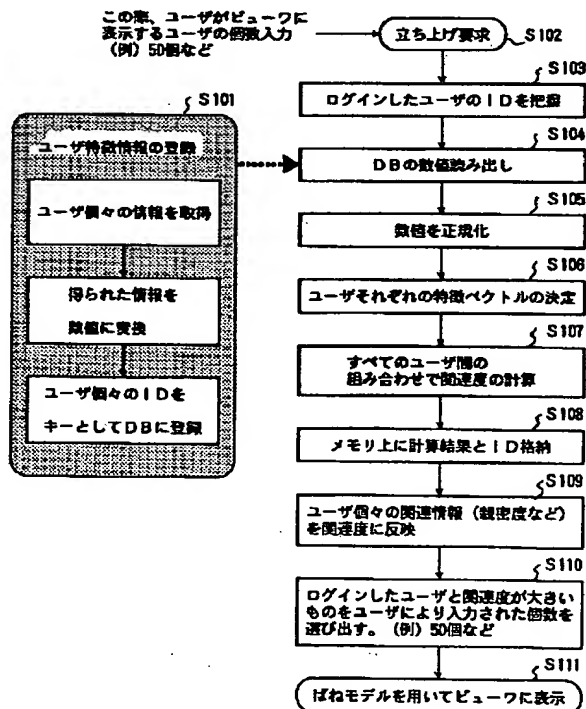 この際、ユーザがビューワに
表示するユーザの個数入力
(例)50個など
立ち上げ要求
S102
S103
ログインしたユーザのIDを把握
S101
ユーザ特徴情報の登録
ユーザ個々の情報を取得
得られた情報を
数値に変換
ユーザ個々のIDを
キーとしてDBに登録
S104
DBの数値読み出し
S105
数値を正規化
S106
ユーザそれぞれの特徴ベクトルの決定
S107
すべてのユーザ間の
組み合わせで関連度の計算
S108
メモリ上に計算結果とID格納
S109
ユーザ個々の関連情報(親密度など)
を関連度に反映
S110
ログインしたユーザと関連度が大きい
ものをユーザにより入力された個数を
選び出す。(例)50個など
S111
ばねモデルを用いてビューワに表示